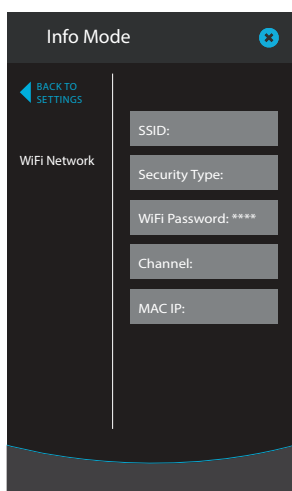 Info Mode
BACK TO
SETTINGS
WiFi Network
SSID:
Security Type:
WiFi Password: ****
Channel:
MAC IP: